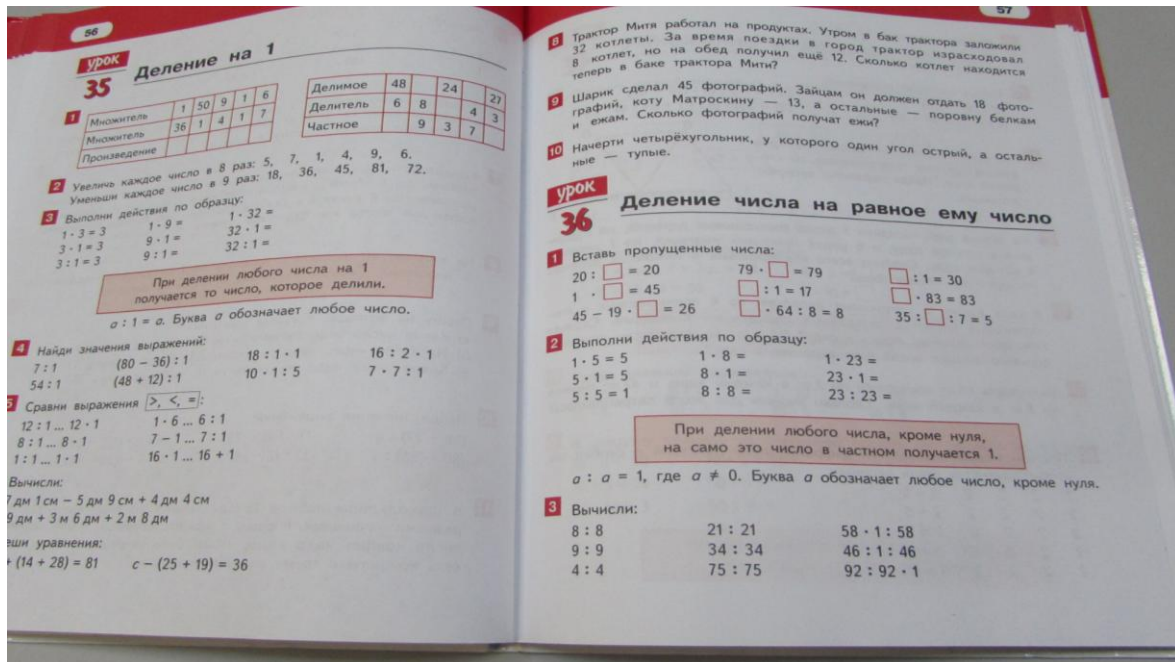 56
урок
35
Деление на 1
1
Множитель 1 50 9 1 6
Множитель 36 1 4 1 7
Произведение
Делимое 48 24 27
Делитель 6 8 4 3
Частное 9 3 7
2 Увеличь каждое число в 8 раз: 5, 7, 1, 4, 9, 6.
Уменьши каждое число в 9 раз: 18, 36, 45, 81, 72.
3 Выполни действия по образцу:
1 · 3 = 3 1 · 9 = 1 · 32 =
3 · 1 = 3 9 · 1 = 32 · 1 =
3 : 1 = 3 9 : 1 = 32 : 1 =
При делении любого числа на 1
получается то число, которое делили.
a : 1 = a. Буква a обозначает любое число.
4 Найди значения выражений:
7 : 1 (80 − 36) : 1 18 : 1 · 1 16 : 2 · 1
54 : 1 (48 + 12) : 1 10 · 1 : 5 7 · 7 : 1
5 Сравни выражения >, <, = :
12 : 1 ... 12 · 1 1 · 6 ... 6 : 1
8 : 1 ... 8 · 1 7 − 1 ... 7 : 1
1 : 1 ... 1 · 1 16 · 1 ... 16 + 1
Вычисли:
7 дм 1 см − 5 дм 9 см + 4 дм 4 см
9 дм + 3 м 6 дм + 2 м 8 дм
уравнения:
+ (14 + 28) = 81 c − (25 + 19) = 36
57
8 Трактор Митя работал на продуктах. Утром в бак трактора заложили
32 котлеты. За время поездки в город трактор израсходовал
8 котлет, но на обед получил ещё 12. Сколько котлет находится
теперь в баке трактора Мити?
9 Шарик сделал 45 фотографий. Зайцам он должен отдать 18 фото-
графий, коту Матроскину — 13, а остальные — поровну белкам
и ежам. Сколько фотографий получат ежи?
10 Начерти четырёхугольник, у которого один угол острый, а осталь-
ные — тупые.
урок
36
Деление числа на равное ему число
1 Вставь пропущенные числа:
20 : □ = 20 79 · □ = 79 □ : 1 = 30
1 · □ = 45 □ : 1 = 17 □ · 83 = 83
45 − 19 · □ = 26 □ · 64 : 8 = 8 35 : □ : 7 = 5
2 Выполни действия по образцу:
1 · 5 = 5 1 · 8 = 1 · 23 =
5 · 1 = 5 8 · 1 = 23 · 1 =
5 : 5 = 1 8 : 8 = 23 : 23 =
При делении любого числа, кроме нуля,
на само это число в частном получается 1.
a : a = 1, где a ≠ 0. Буква a обозначает любое число, кроме нуля.
3 Вычисли:
8 : 8 21 : 21 58 · 1 : 58
9 : 9 34 : 34 46 : 1 : 46
4 : 4 75 : 75 92 : 92 · 1